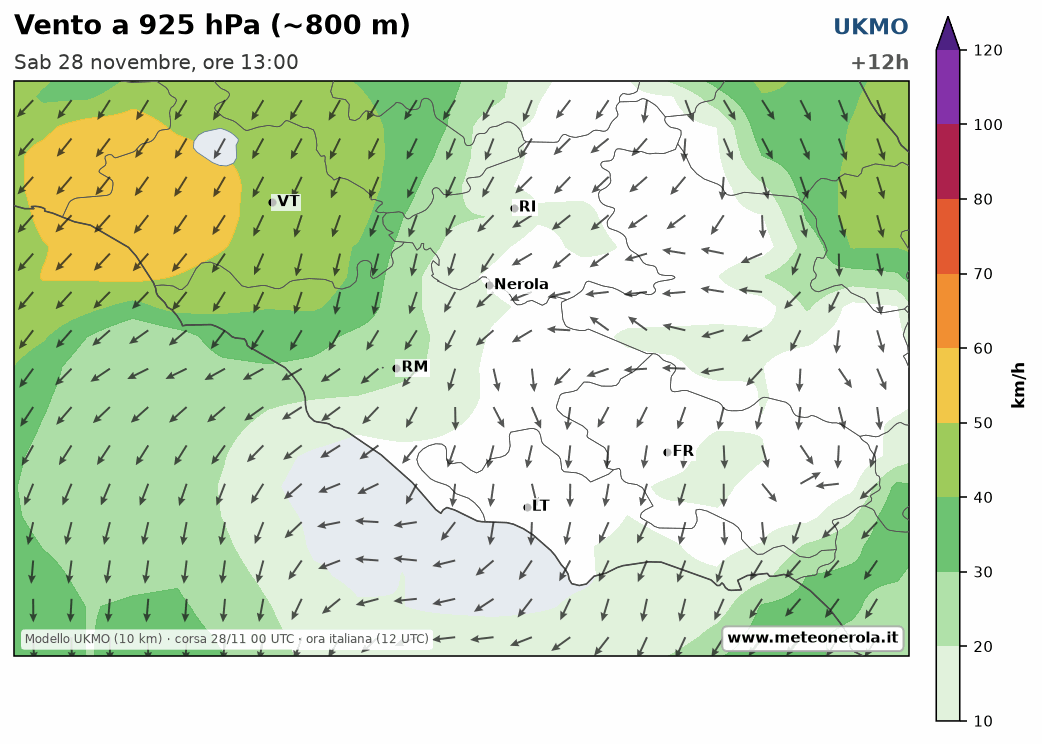 Vento a 925 hPa (~800 m)
UKMO
Sab 28 novembre, ore 13:00
+12h
VT
RI
Nerola
RM
FR
LT
120
100
80
70
60
50
40
30
20
10
km/h
Modello UKMO (10 km) · corsa 28/11 00 UTC · ora italiana (12 UTC)
www.meteonerola.it